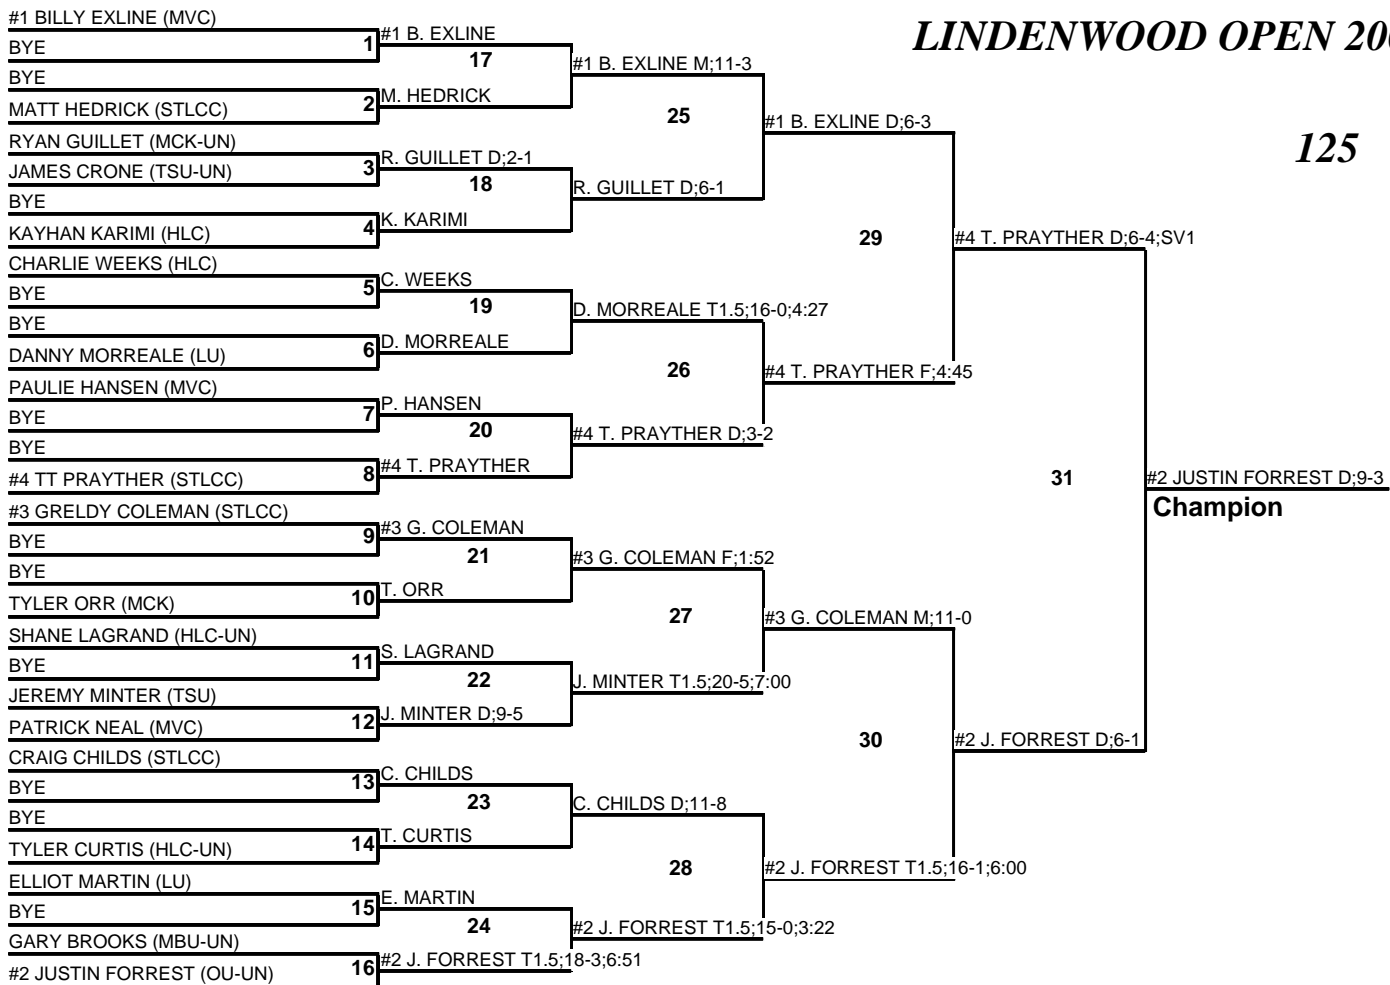 LINDENWOOD OPEN 200
125
#1 BILLY EXLINE (MVC)
BYE
1
BYE
MATT HEDRICK (STLCC)
2
RYAN GUILLET (MCK-UN)
JAMES CRONE (TSU-UN)
3
BYE
KAYHAN KARIMI (HLC)
4
CHARLIE WEEKS (HLC)
BYE
5
BYE
DANNY MORREALE (LU)
6
PAULIE HANSEN (MVC)
BYE
7
BYE
#4 TT PRAYTHER (STLCC)
8
#3 GRELDY COLEMAN (STLCC)
BYE
9
BYE
TYLER ORR (MCK)
10
SHANE LAGRAND (HLC-UN)
BYE
11
JEREMY MINTER (TSU)
PATRICK NEAL (MVC)
12
CRAIG CHILDS (STLCC)
BYE
13
BYE
TYLER CURTIS (HLC-UN)
14
ELLIOT MARTIN (LU)
BYE
15
GARY BROOKS (MBU-UN)
#2 JUSTIN FORREST (OU-UN)
16
#1 B. EXLINE
17
M. HEDRICK
R. GUILLET D;2-1
18
K. KARIMI
C. WEEKS
19
D. MORREALE
P. HANSEN
20
#4 T. PRAYTHER
#3 G. COLEMAN
21
T. ORR
S. LAGRAND
22
J. MINTER D;9-5
C. CHILDS
23
T. CURTIS
E. MARTIN
24
#2 J. FORREST T1.5;18-3;6:51
#1 B. EXLINE M;11-3
25
R. GUILLET D;6-1
D. MORREALE T1.5;16-0;4:27
26
#4 T. PRAYTHER D;3-2
#3 G. COLEMAN F;1:52
27
J. MINTER T1.5;20-5;7:00
C. CHILDS D;11-8
28
#2 J. FORREST T1.5;15-0;3:22
#1 B. EXLINE D;6-3
29
#4 T. PRAYTHER F;4:45
#3 G. COLEMAN M;11-0
30
#2 J. FORREST T1.5;16-1;6:00
#4 T. PRAYTHER D;6-4;SV1
31
#2 J. FORREST D;6-1
#2 JUSTIN FORREST D;9-3
Champion